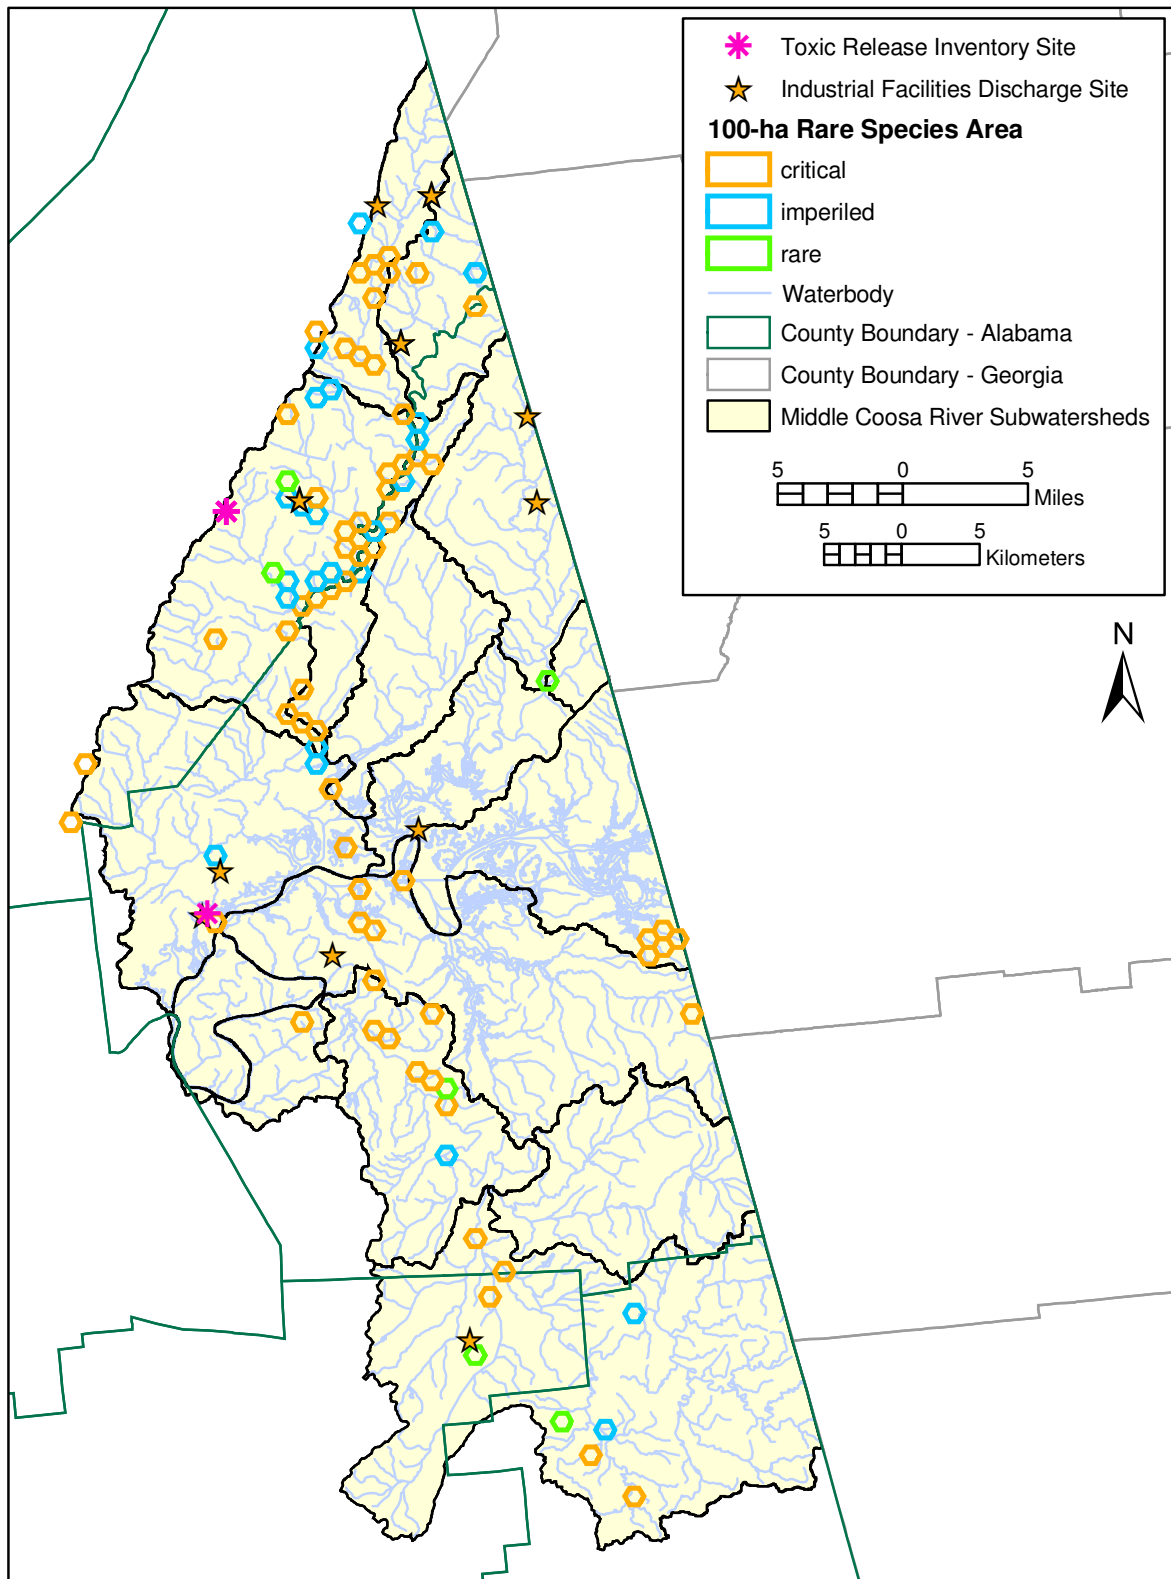 Toxic Release Inventory Site
Industrial Facilities Discharge Site
100-ha Rare Species Area
critical
imperiled
rare
Waterbody
County Boundary - Alabama
County Boundary - Georgia
Middle Coosa River Subwatersheds
5 0 5
Miles
5 0 5
Kilometers
N